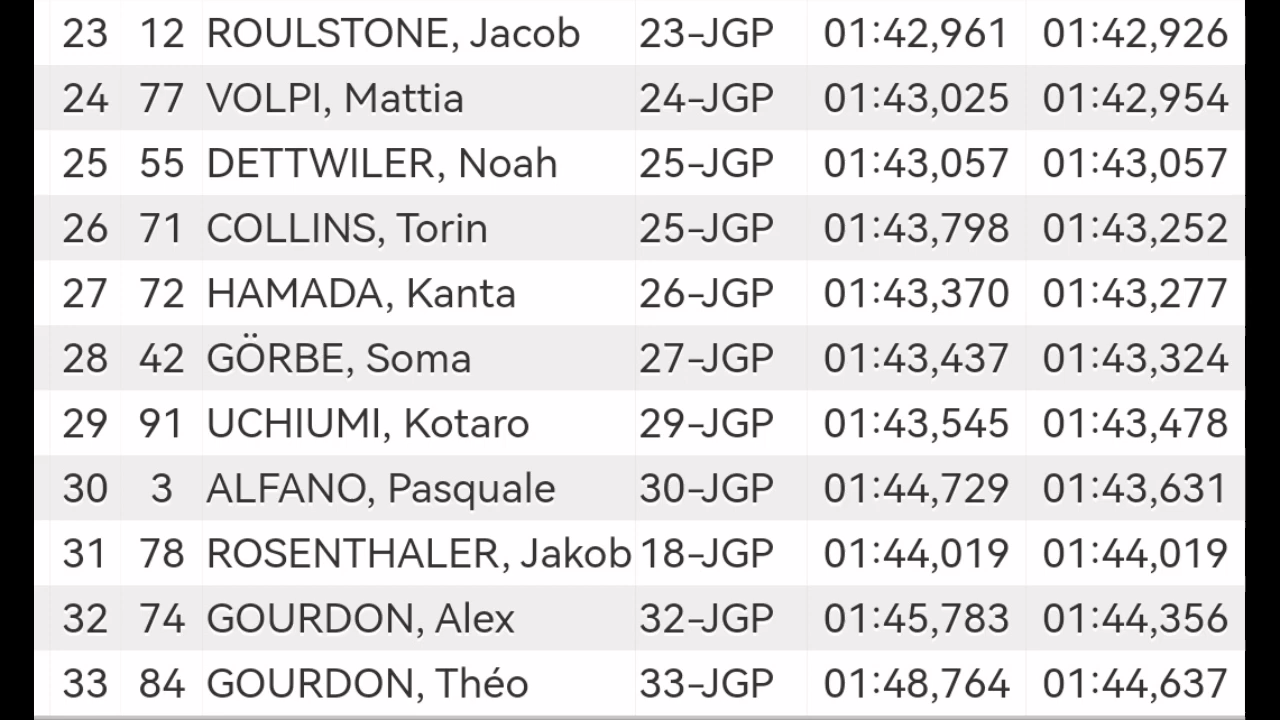 23 12 ROULSTONE, Jacob 23-JGP 01:42,961 01:42,926
24 77 VOLPI, Mattia 24-JGP 01:43,025 01:42,954
25 55 DETTWILER, Noah 25-JGP 01:43,057 01:43,057
26 71 COLLINS, Torin 25-JGP 01:43,798 01:43,252
27 72 HAMADA, Kanta 26-JGP 01:43,370 01:43,277
28 42 GÖRBE, Soma 27-JGP 01:43,437 01:43,324
29 91 UCHIUMI, Kotaro 29-JGP 01:43,545 01:43,478
30 3 ALFANO, Pasquale 30-JGP 01:44,729 01:43,631
31 78 ROSENTHALER, Jakob 18-JGP 01:44,019 01:44,019
32 74 GOURDON, Alex 32-JGP 01:45,783 01:44,356
33 84 GOURDON, Théo 33-JGP 01:48,764 01:44,637